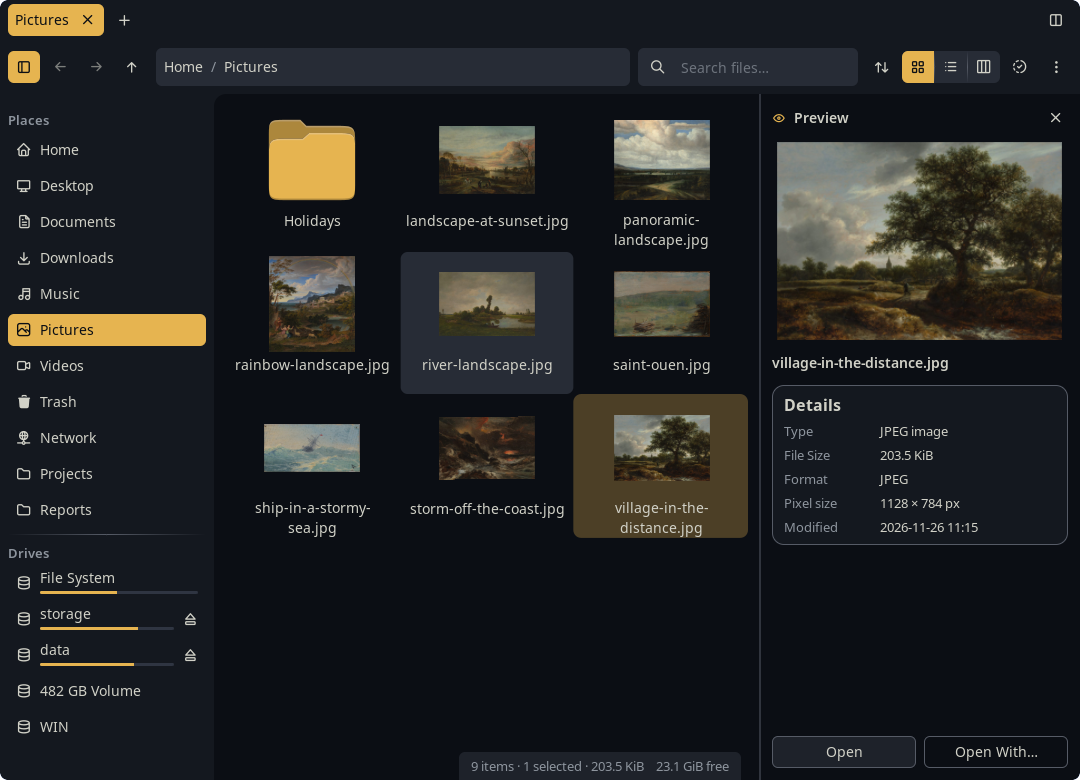 Pictures
Home / Pictures
Search files...
Places
Home
Desktop
Documents
Downloads
Music
Pictures
Videos
Trash
Network
Projects
Reports
Drives
File System
storage
data
482 GB Volume
WIN
Holidays
landscape-at-sunset.jpg
panoramic-
landscape.jpg
rainbow-landscape.jpg
river-landscape.jpg
saint-ouen.jpg
ship-in-a-stormy-
sea.jpg
storm-off-the-coast.jpg
village-in-the-
distance.jpg
9 items · 1 selected · 203.5 KiB 23.1 GiB free
Preview
village-in-the-distance.jpg
Details
Type JPEG image
File Size 203.5 KiB
Format JPEG
Pixel size 1128 × 784 px
Modified 2026-11-26 11:15
Open
Open With...